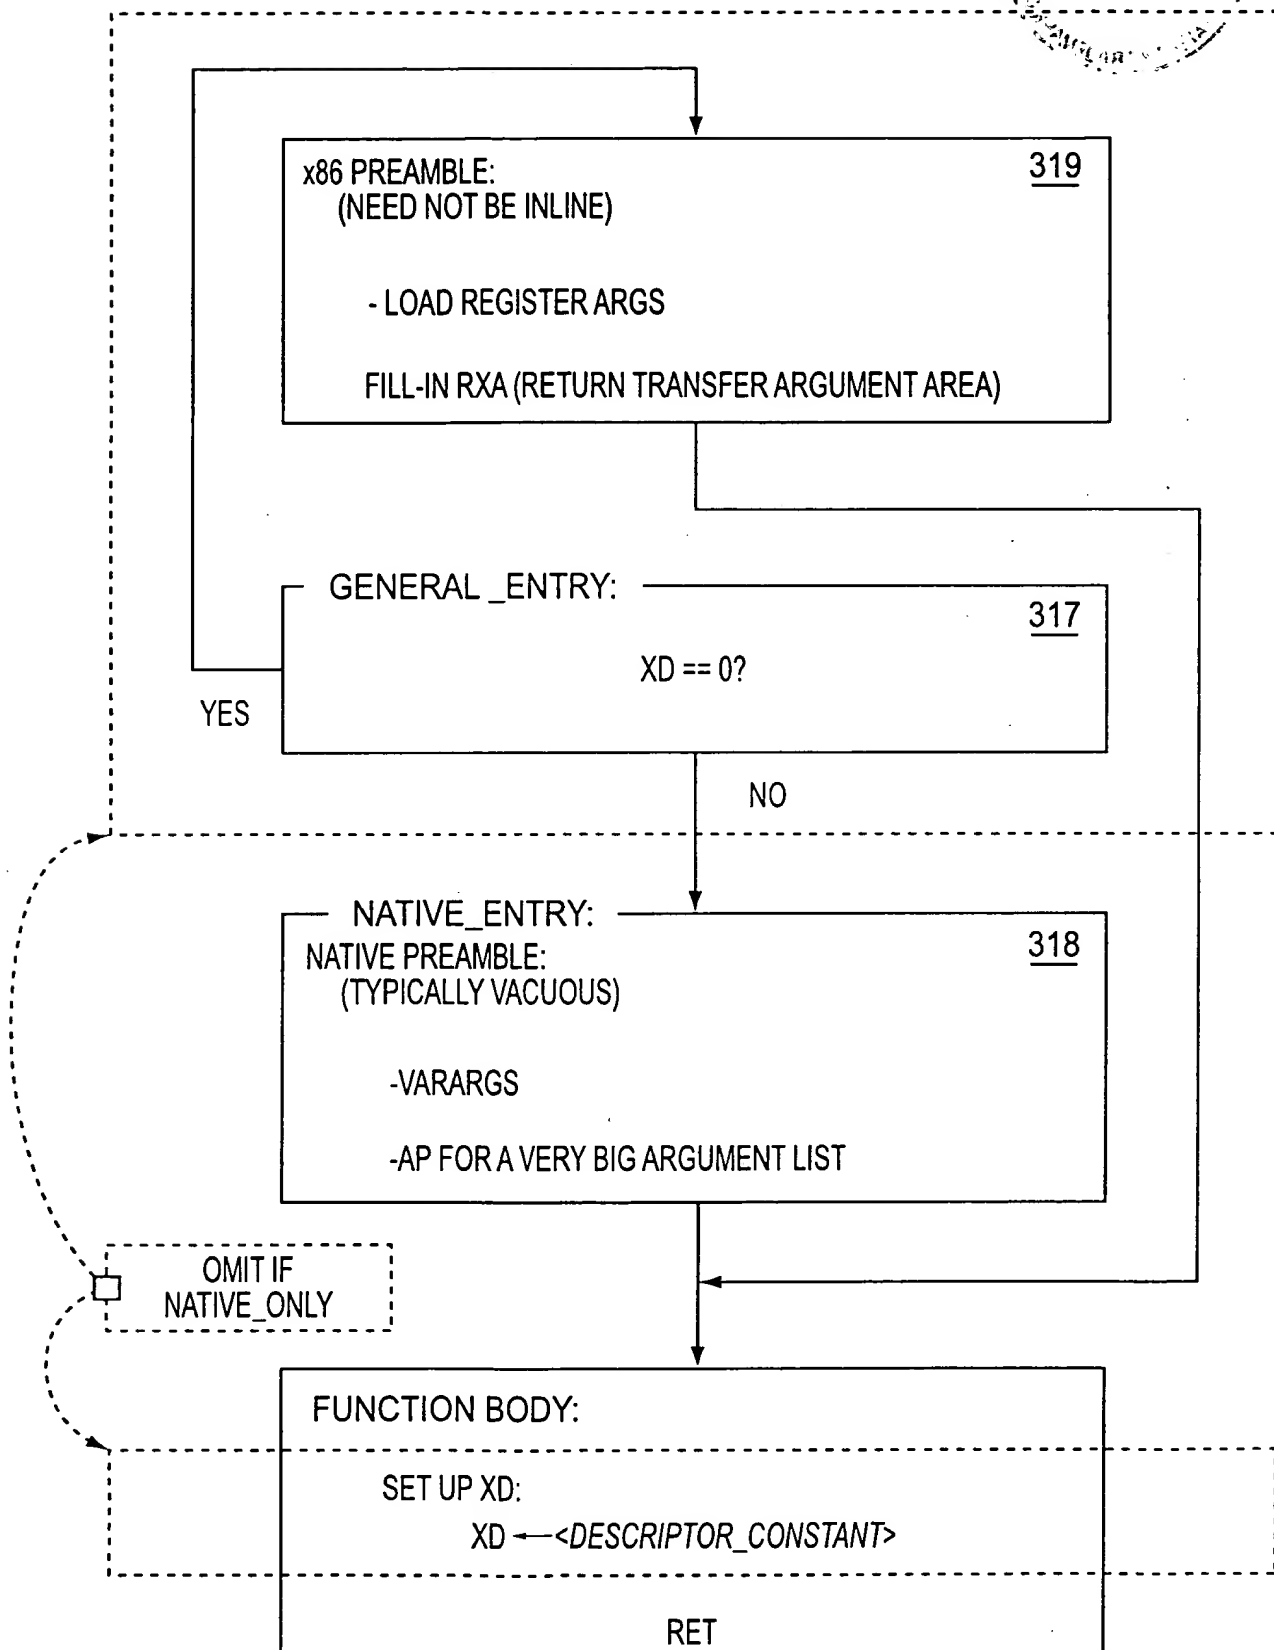 x86 PREAMBLE:
319
(NEED NOT BE INLINE)
- LOAD REGISTER ARGS
FILL-IN RXA (RETURN TRANSFER ARGUMENT AREA)
GENERAL _ENTRY:
317
XD == 0?
YES
NO
NATIVE_ENTRY:
NATIVE PREAMBLE:
318
(TYPICALLY VACUOUS)
-VARARGS
-AP FOR A VERY BIG ARGUMENT LIST
OMIT IF
NATIVE_ONLY
FUNCTION BODY:
SET UP XD:
XD ←<DESCRIPTOR_CONSTANT>
RET